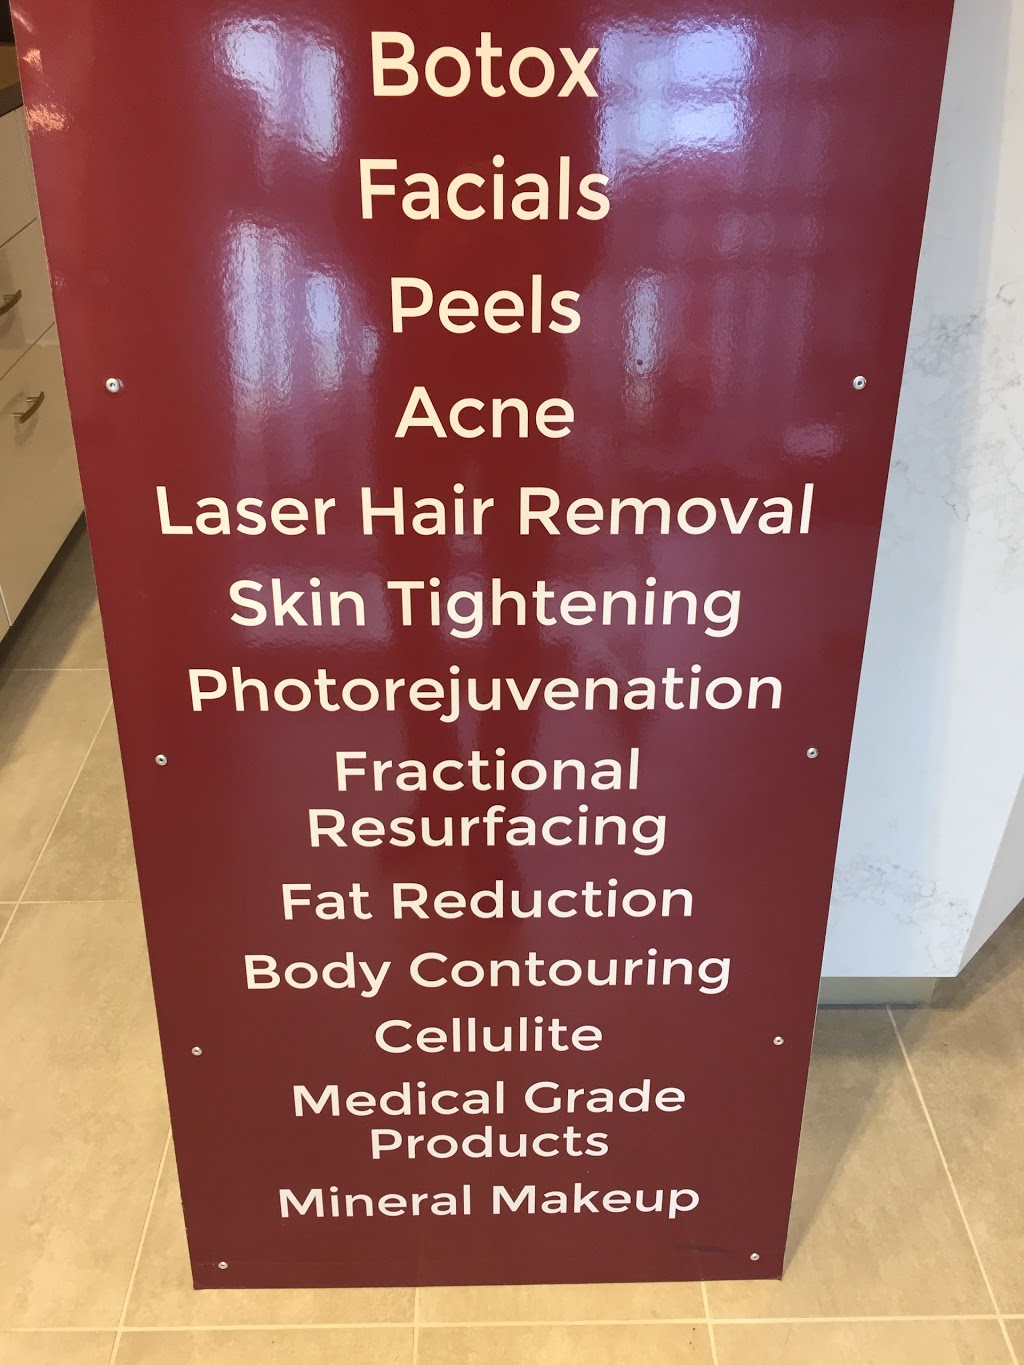 Botox
Facials
Peels
Acne
Laser Hair Removal
Skin Tightening
Photorejuvenation
Fractional
Resurfacing
Fat Reduction
Body Contouring
Cellulite
Medical Grade
Products
Mineral Makeup